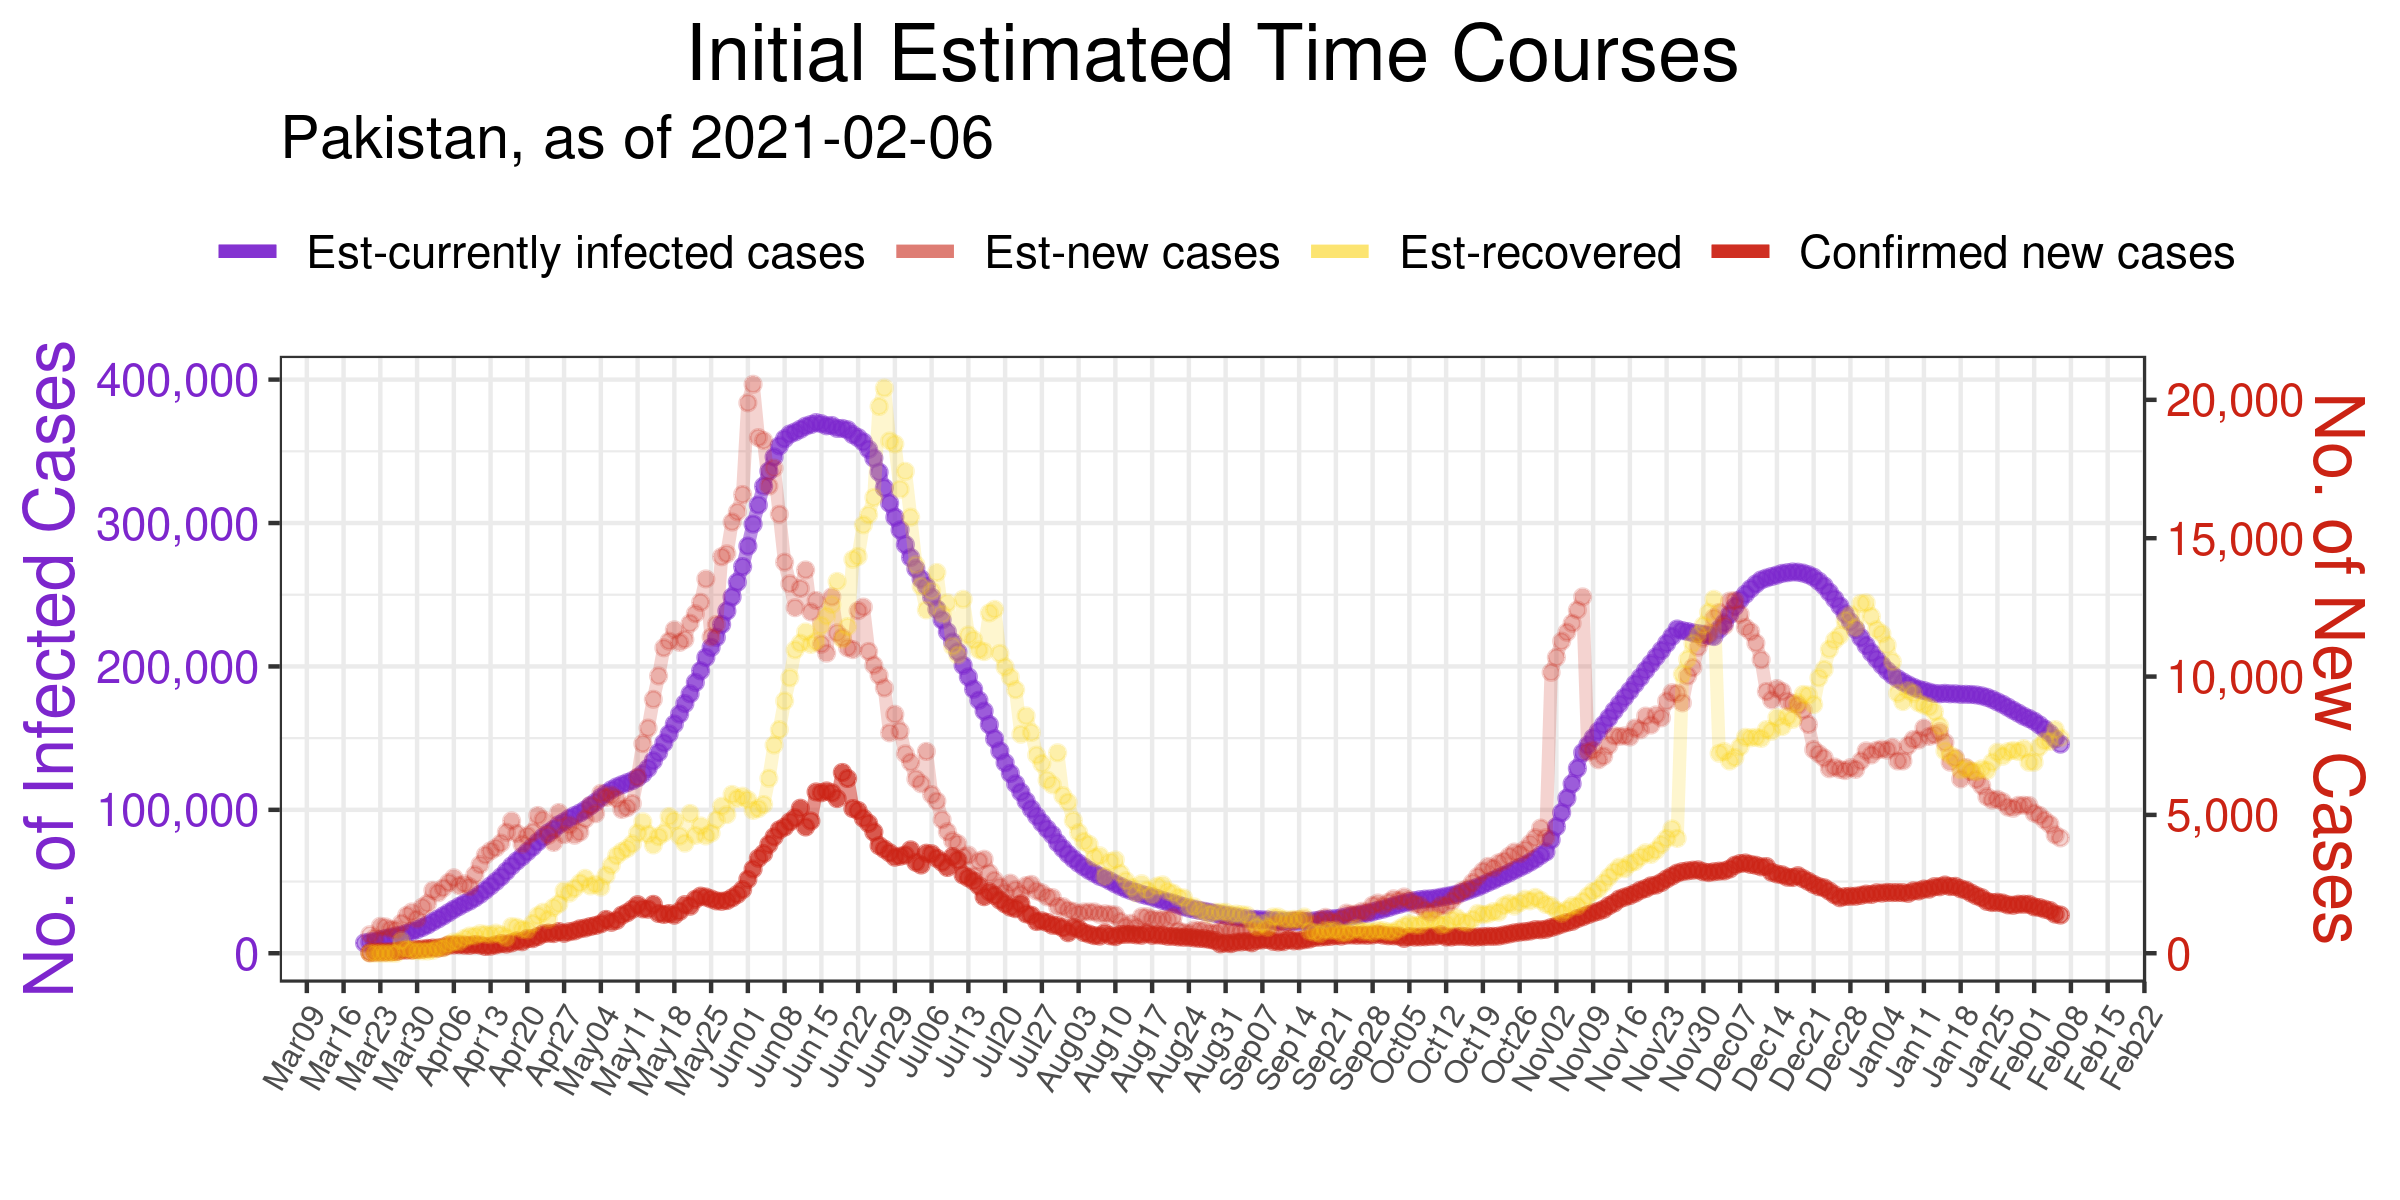 Initial Estimated Time Courses
Pakistan, as of 2021-02-06
Est-currently infected cases
Est-new cases
Est-recovered
Confirmed new cases
No. of Infected Cases
400,000
300,000
200,000
100,000
0
20,000
15,000
10,000
5,000
0
No. of New Cases
Mar09
Mar16
Mar23
Mar30
Apr06
Apr13
Apr20
Apr27
May04
May11
May18
May25
Jun01
Jun08
Jun15
Jun22
Jun29
Jul06
Jul13
Jul20
Jul27
Aug03
Aug10
Aug17
Aug24
Aug31
Sep07
Sep14
Sep21
Sep28
Oct05
Oct12
Oct19
Oct26
Nov02
Nov09
Nov16
Nov23
Nov30
Dec07
Dec14
Dec21
Dec28
Jan04
Jan11
Jan18
Jan25
Feb01
Feb08
Feb15
Feb22